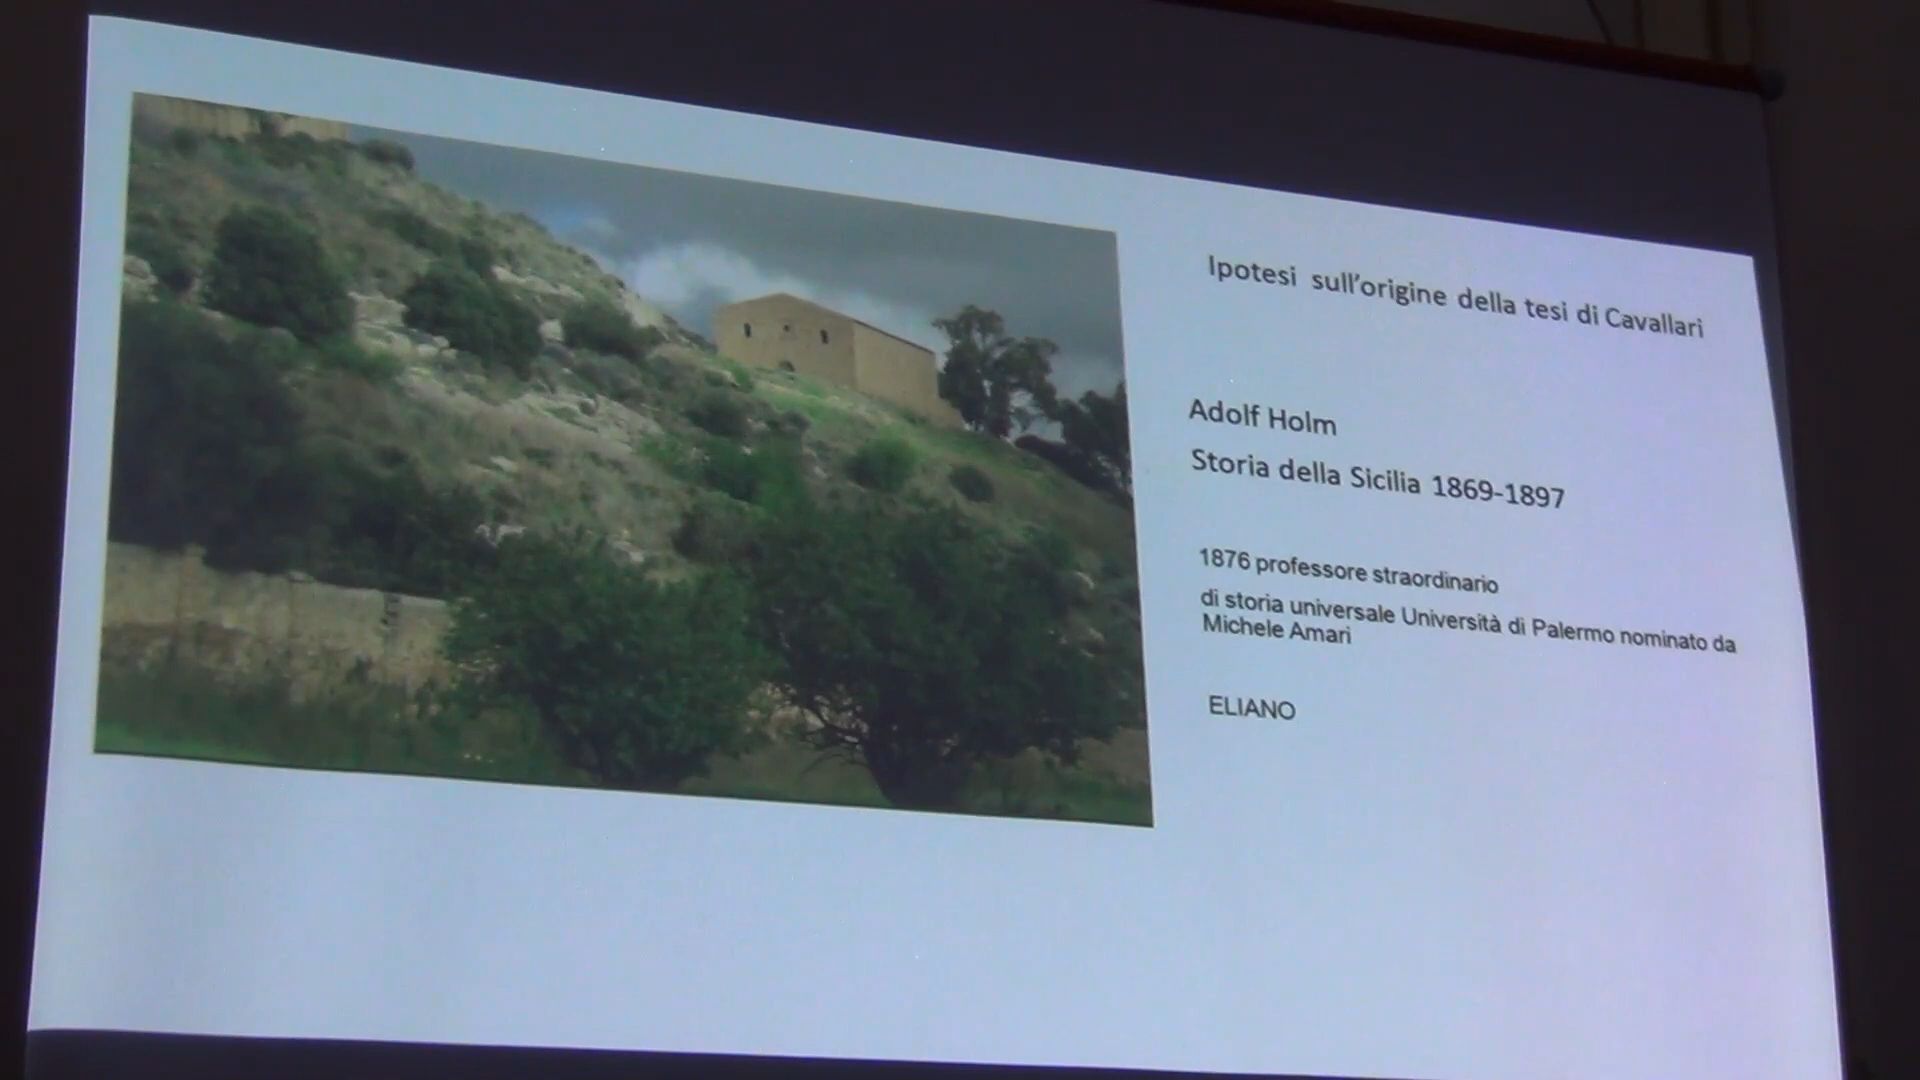 Ipotesi sull'origine della tesi di Cavallari
Adolf Holm
Storia della Sicilia 1869-1897
1876 professore straordinario
di storia universale Università di Palermo nominato da
Michele Amari
ELIANO